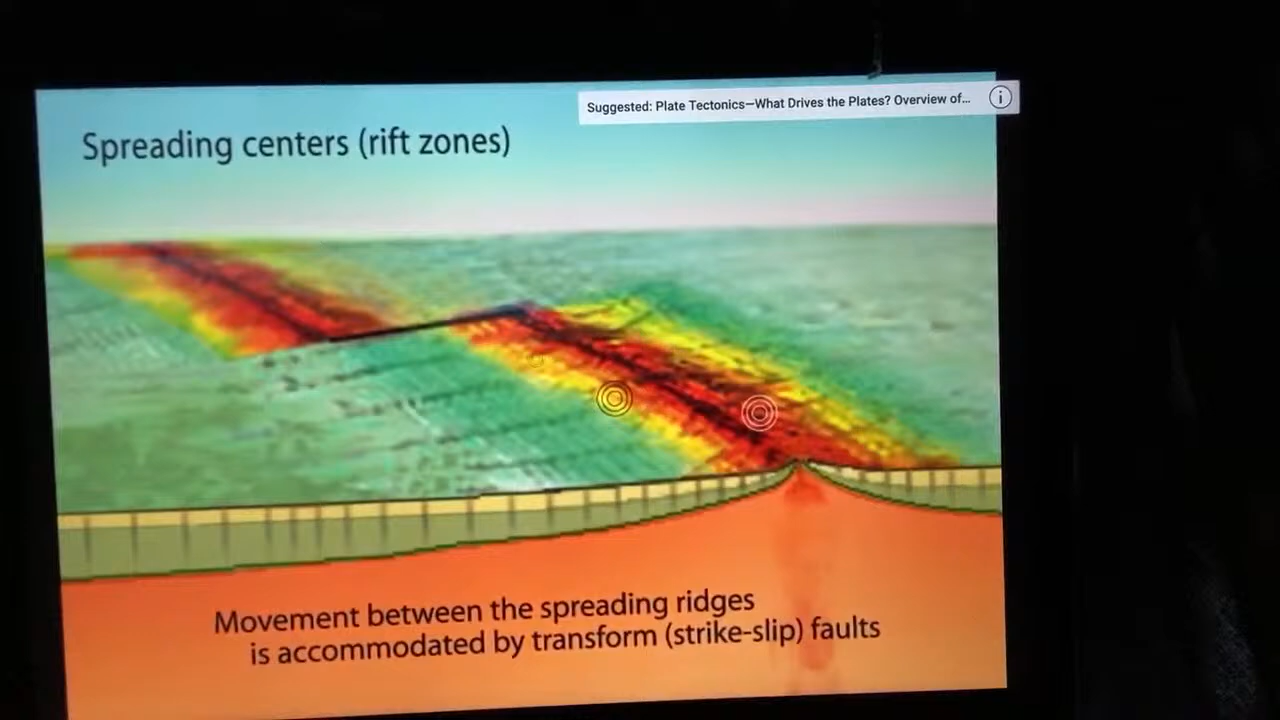 Suggested: Plate Tectonics—What Drives the Plates? Overview of...
Spreading centers (rift zones)
Movement between the spreading ridges
is accommodated by transform (strike-slip) faults